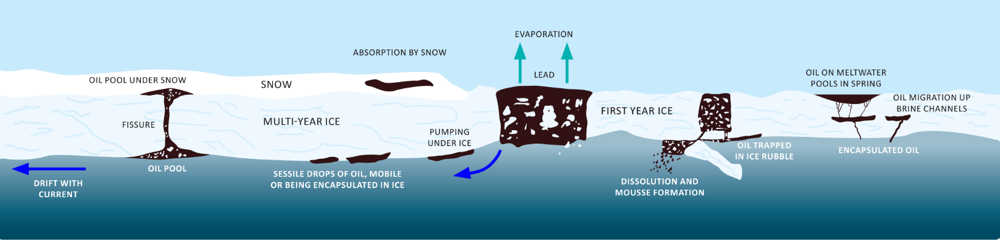 EVAPORATION
ABSORPTION BY SNOW
LEAD
OIL POOL UNDER SNOW
SNOW
OIL ON MELTWATER
POOLS IN SPRING
OIL MIGRATION UP
BRINE CHANNELS
FIRST YEAR ICE
MULTI-YEAR ICE
FISSURE
PUMPING
UNDER ICE
OIL TRAPPED
IN ICE RUBBLE
ENCAPSULATED OIL
OIL POOL
SESSILE DROPS OF OIL, MOBILE
OR BEING ENCAPSULATED IN ICE
DRIFT WITH
CURRENT
DISSOLUTION AND
MOUSSE FORMATION